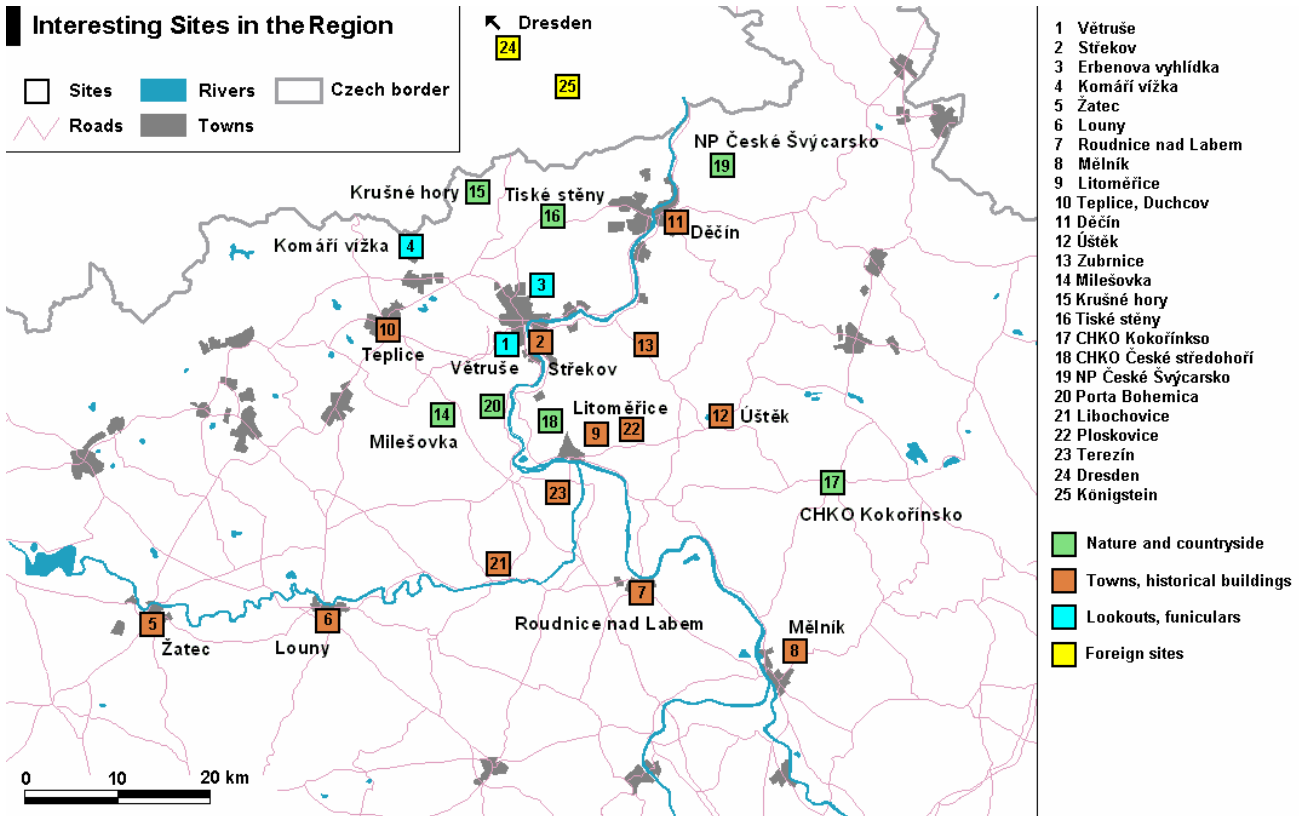 Interesting Sites in the Region
Sites
Rivers
Czech border
Roads
Towns
Dresden
24
25
NP České Švýcarsko
19
Krušné hory
15
Tiské stěny
16
11
Děčín
Komáří vížka
4
3
10
Teplice
1
2
13
Větruše
Střekov
14
Milešovka
20
18
Litoměřice
9
22
12
Úštěk
23
17
CHKO Kokořínsko
21
7
Roudnice nad Labem
5
Žatec
6
Louny
Mělník
8
0 10 20 km
1 Větruše
2 Střekov
3 Erbenova vyhlídka
4 Komáří vížka
5 Žatec
6 Louny
7 Roudnice nad Labem
8 Mělník
9 Litoměřice
10 Teplice, Duchcov
11 Děčín
12 Úštěk
13 Zubrnice
14 Milešovka
15 Krušné hory
16 Tiské stěny
17 CHKO Kokořínkso
18 CHKO České středohoří
19 NP České Švýcarsko
20 Porta Bohemica
21 Libochovice
22 Ploskovice
23 Terezín
24 Dresden
25 Königstein
Nature and countryside
Towns, historical buildings
Lookouts, funiculars
Foreign sites